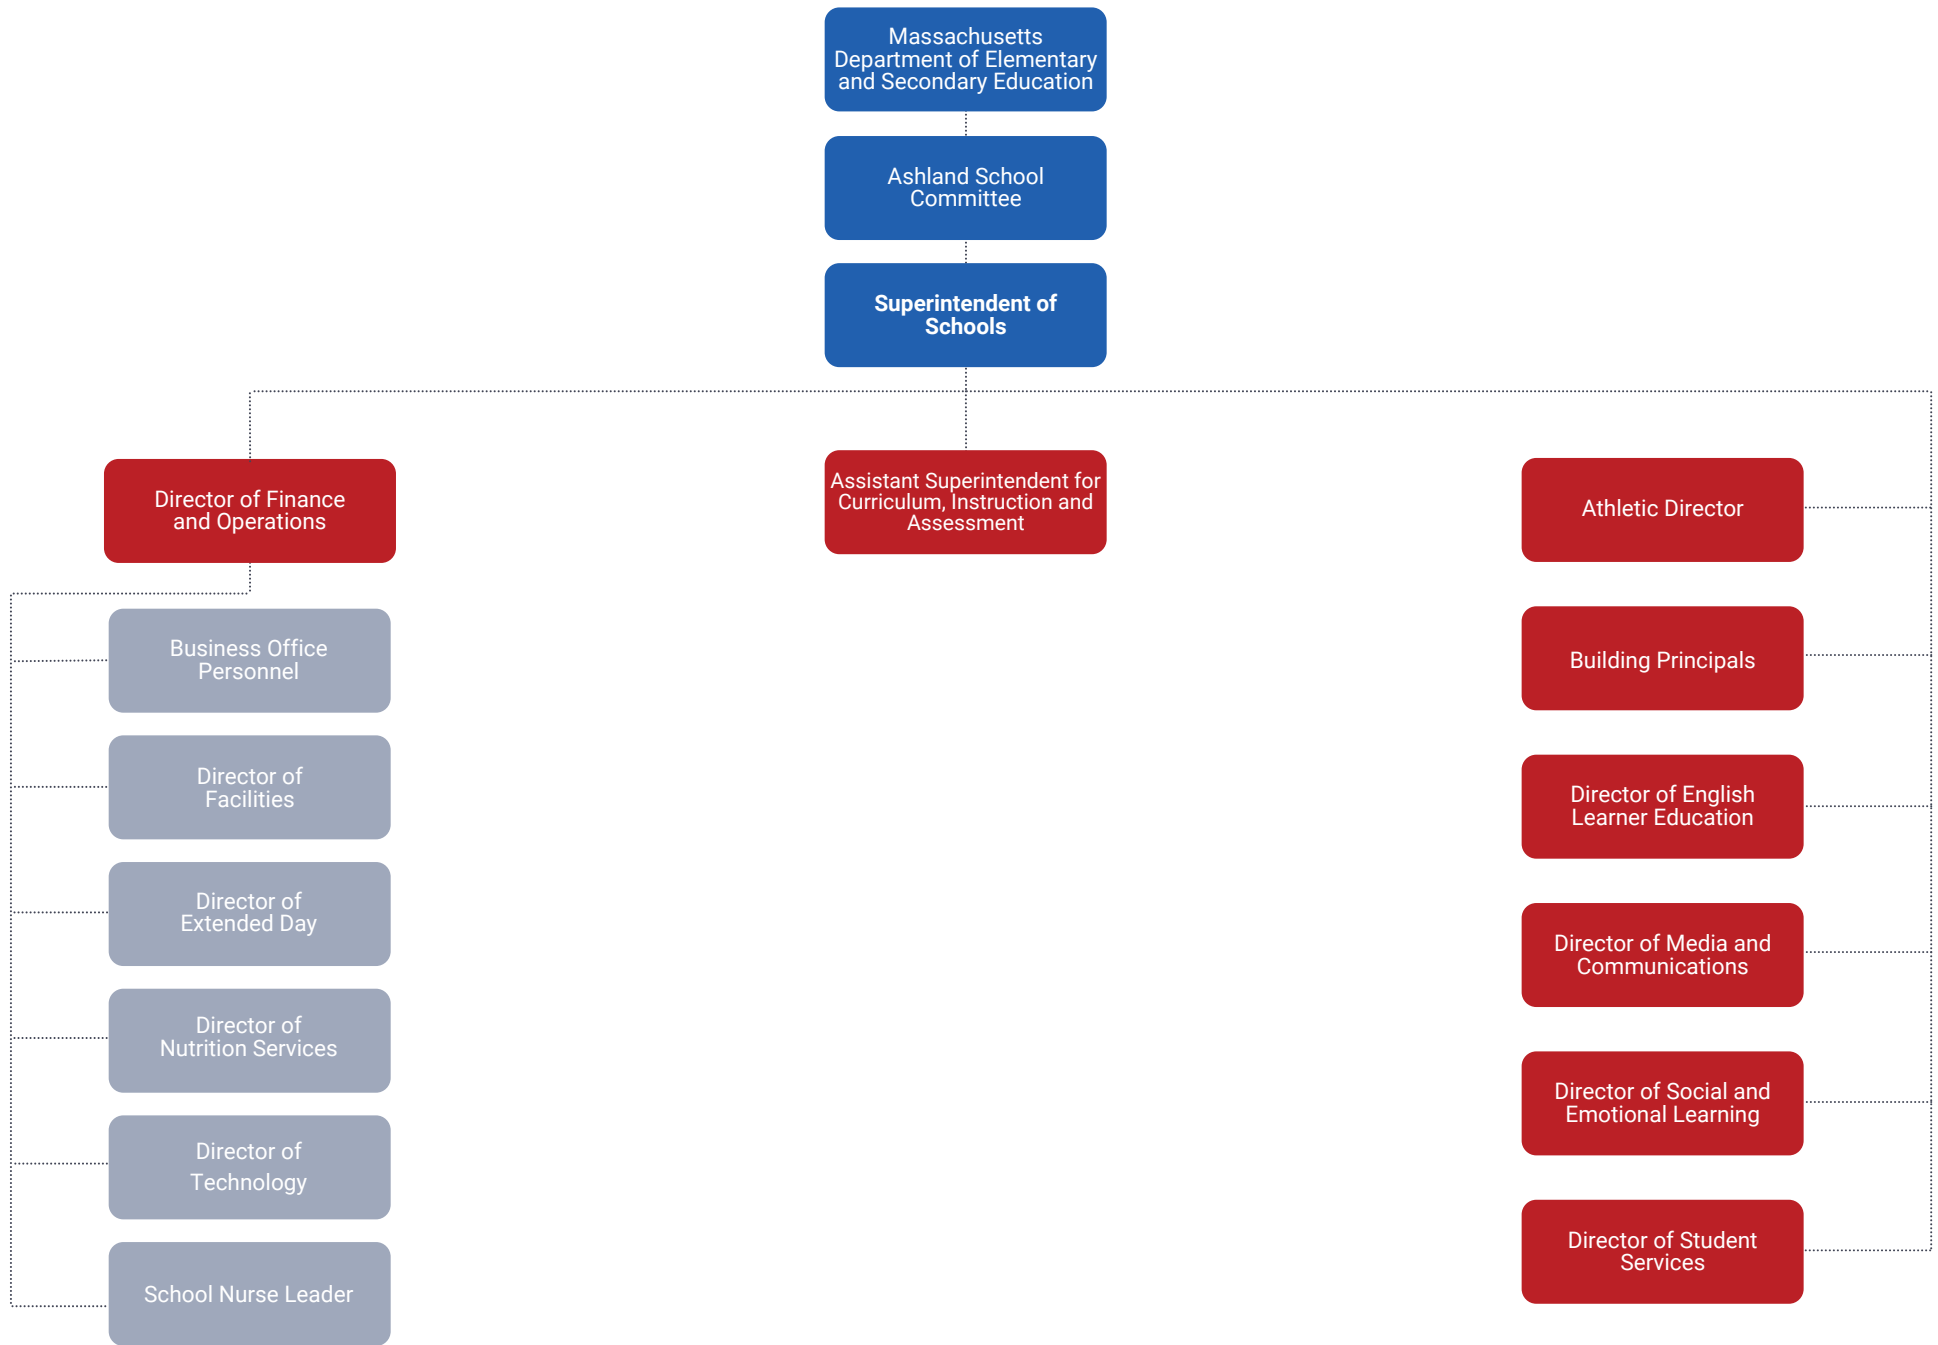 Massachusetts
Department of Elementary
and Secondary Education
Ashland School
Committee
Superintendent of
Schools
Director of Finance
and Operations
Assistant Superintendent for
Curriculum, Instruction and
Assessment
Athletic Director
Business Office
Personnel
Director of
Facilities
Director of
Extended Day
Director of
Nutrition Services
Director of
Technology
School Nurse Leader
Building Principals
Director of English
Learner Education
Director of Media and
Communications
Director of Social and
Emotional Learning
Director of Student
Services